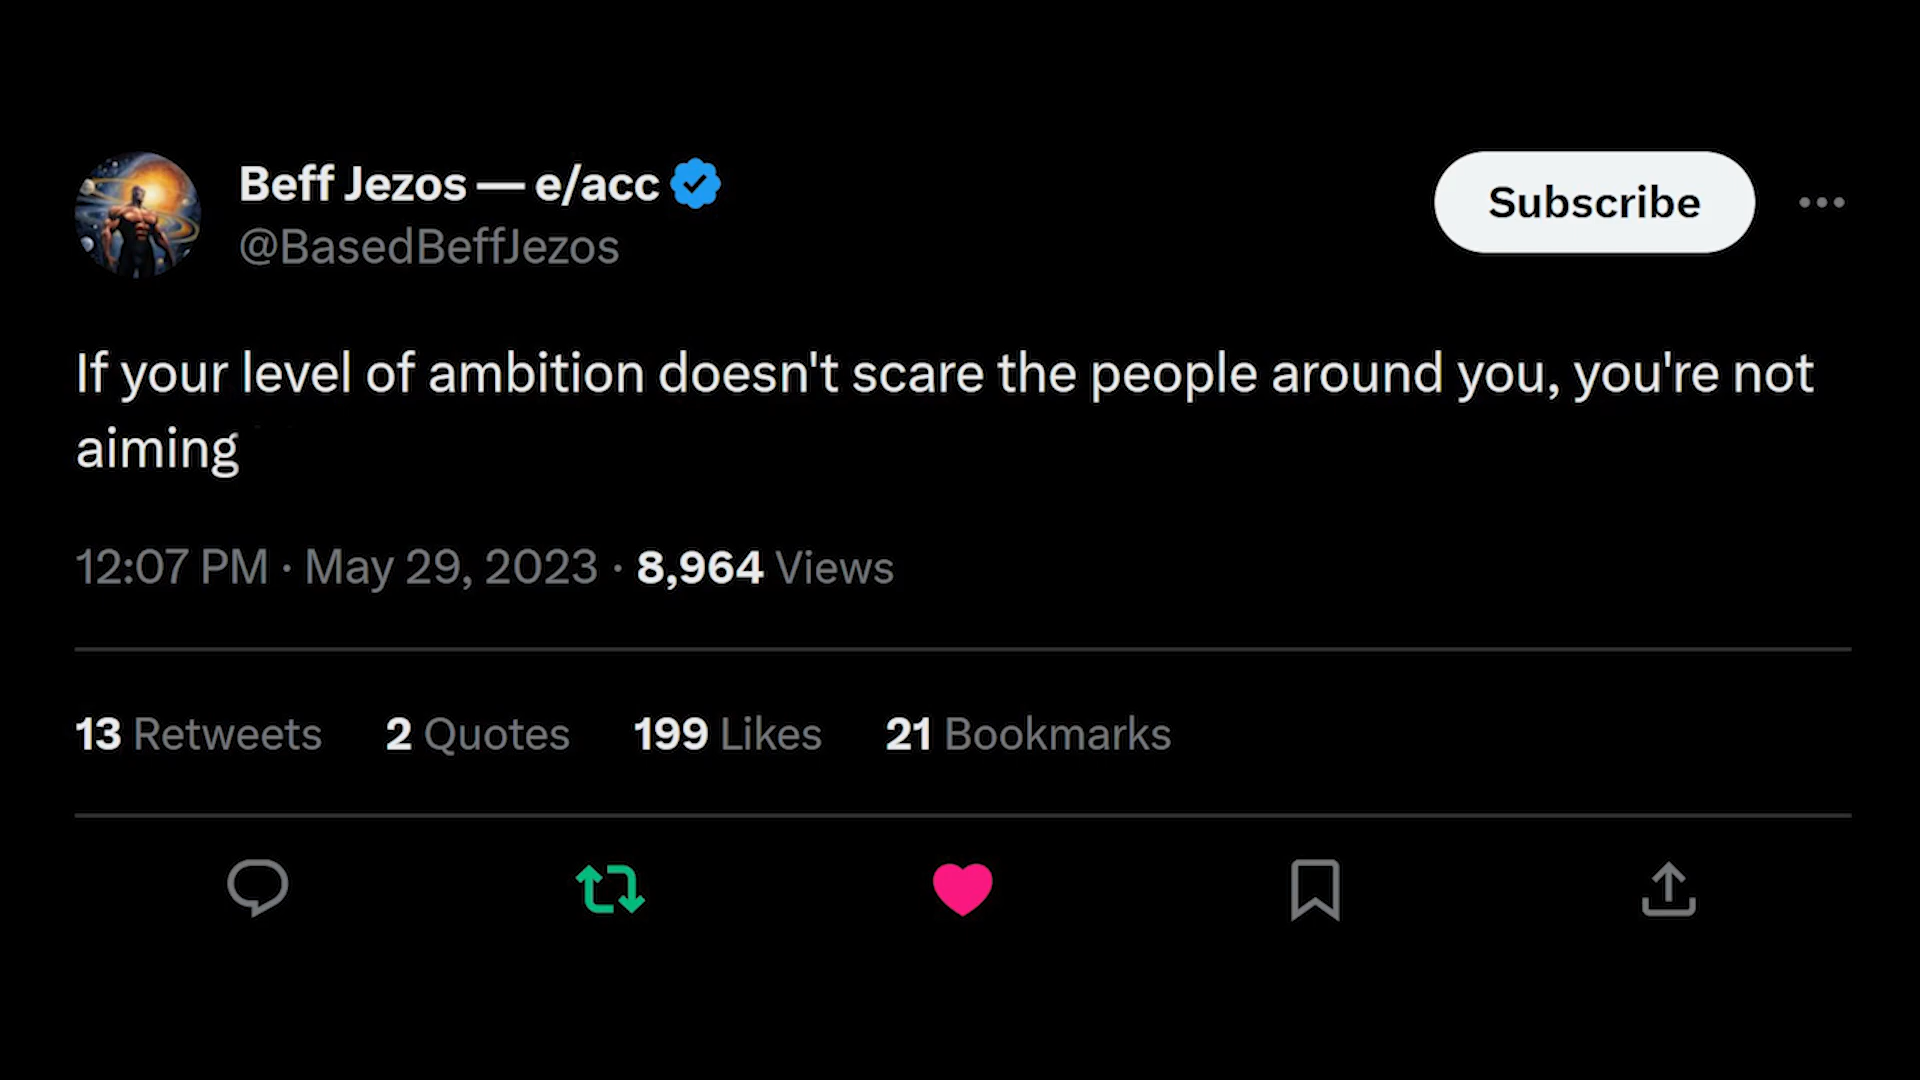 Beff Jezos — e/acc
@BasedBeffJezos
Subscribe
If your level of ambition doesn't scare the people around you, you're not
aiming
12:07 PM · May 29, 2023 · 8,964 Views
13 Retweets 2 Quotes 199 Likes 21 Bookmarks